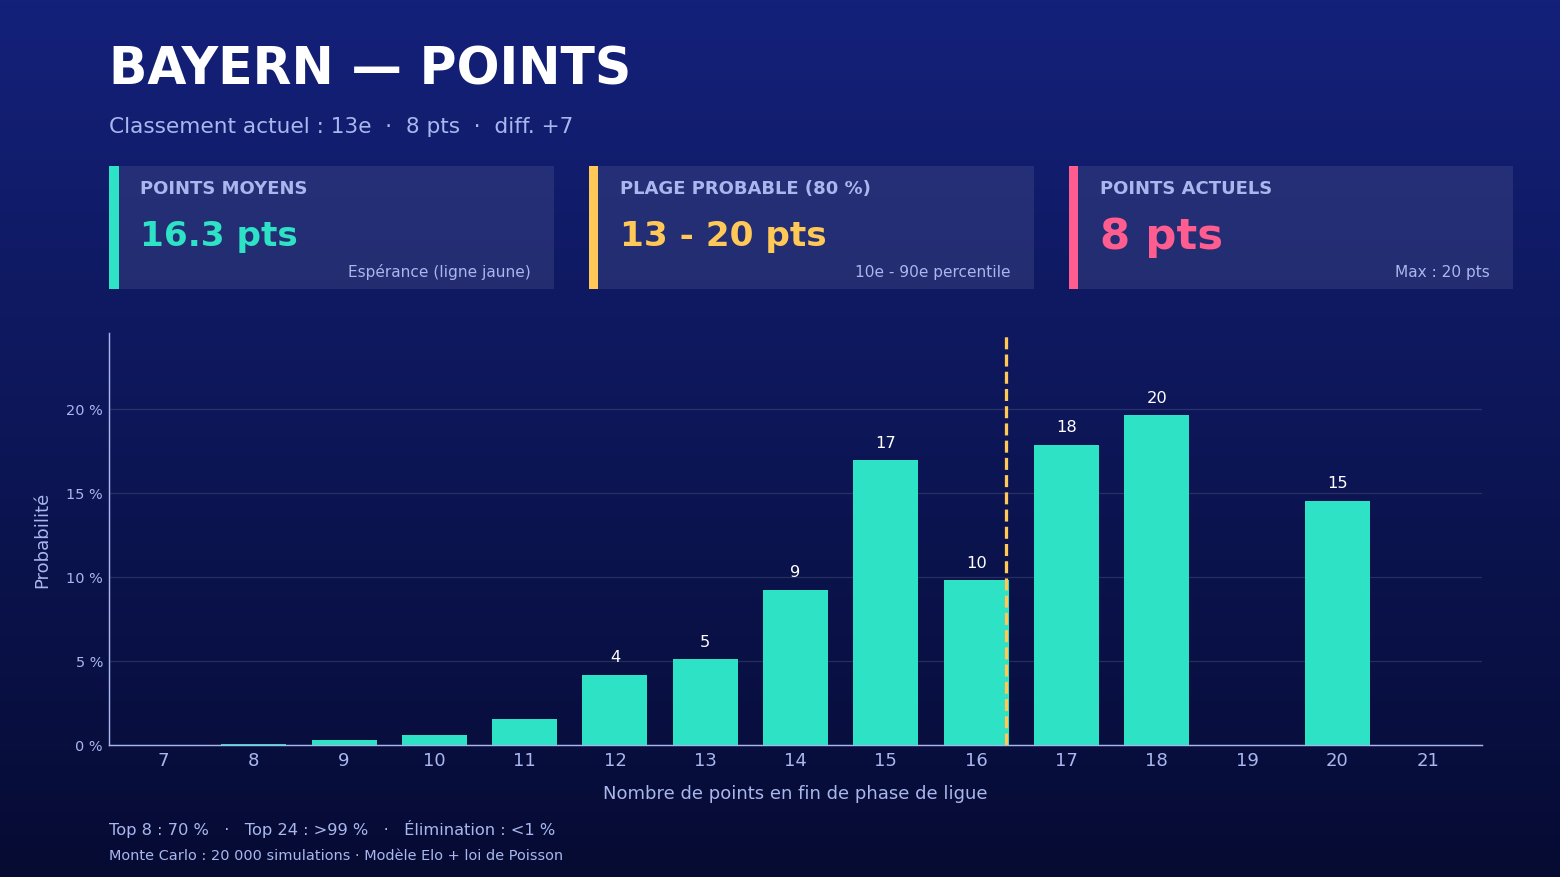 BAYERN — POINTS
Classement actuel : 13e · 8 pts · diff. +7
POINTS MOYENS
16.3 pts
Espérance (ligne jaune)
PLAGE PROBABLE (80 %)
13 - 20 pts
10e - 90e percentile
POINTS ACTUELS
8 pts
Max : 20 pts
Probabilité
20 %
15 %
10 %
5 %
0 %
4
5
9
17
10
18
20
15
7 8 9 10 11 12 13 14 15 16 17 18 19 20 21
Nombre de points en fin de phase de ligue
Top 8 : 70 % · Top 24 : >99 % · Élimination : <1 %
Monte Carlo : 20 000 simulations · Modèle Elo + loi de Poisson